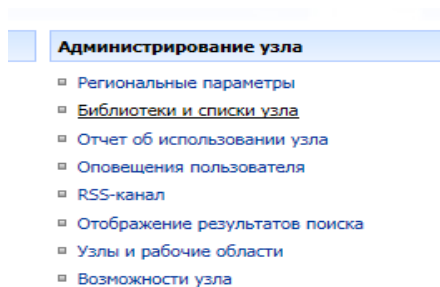 Администрирование узла
Региональные параметры
Библиотеки и списки узла
Отчет об использовании узла
Оповещения пользователя
RSS-канал
Отображение результатов поиска
Узлы и рабочие области
Возможности узла